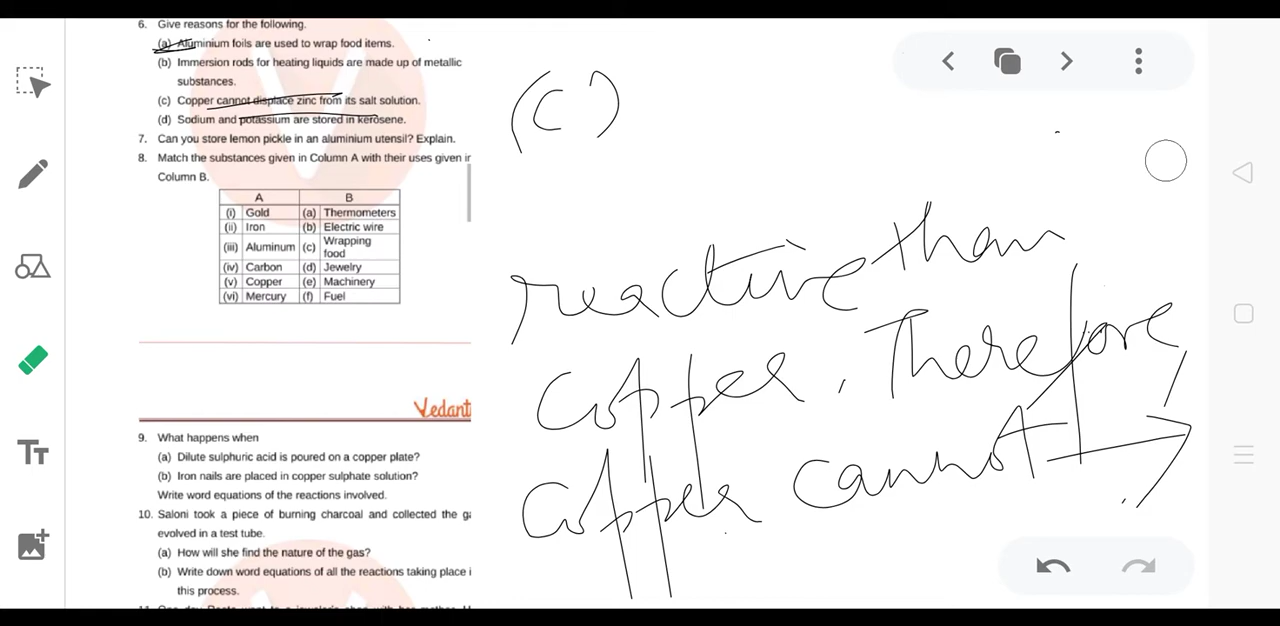 6. Give reasons for the following.
(a) Aluminium foils are used to wrap food items.
(b) Immersion rods for heating liquids are made up of metallic
substances.
(c) Copper cannot displace zinc from its salt solution.
(d) Sodium and potassium are stored in kerosene.
7. Can you store lemon pickle in an aluminium utensil? Explain.
8. Match the substances given in Column A with their uses given in
Column B.
A B
(i) Gold (a) Thermometers
(ii) Iron (b) Electric wire
(iii) Aluminum (c) Wrapping
food
(iv) Carbon (d) Jewelry
(v) Copper (e) Machinery
(vi) Mercury (f) Fuel
Vedant
9. What happens when
(a) Dilute sulphuric acid is poured on a copper plate?
(b) Iron nails are placed in copper sulphate solution?
Write word equations of the reactions involved.
10. Saloni took a piece of burning charcoal and collected the
evolved in a test tube.
(a) How will she find the nature of the gas?
(b) Write down word equations of all the reactions taking place
this process.
(C)
reactive than
copper. Therefore
copper cannot
TT